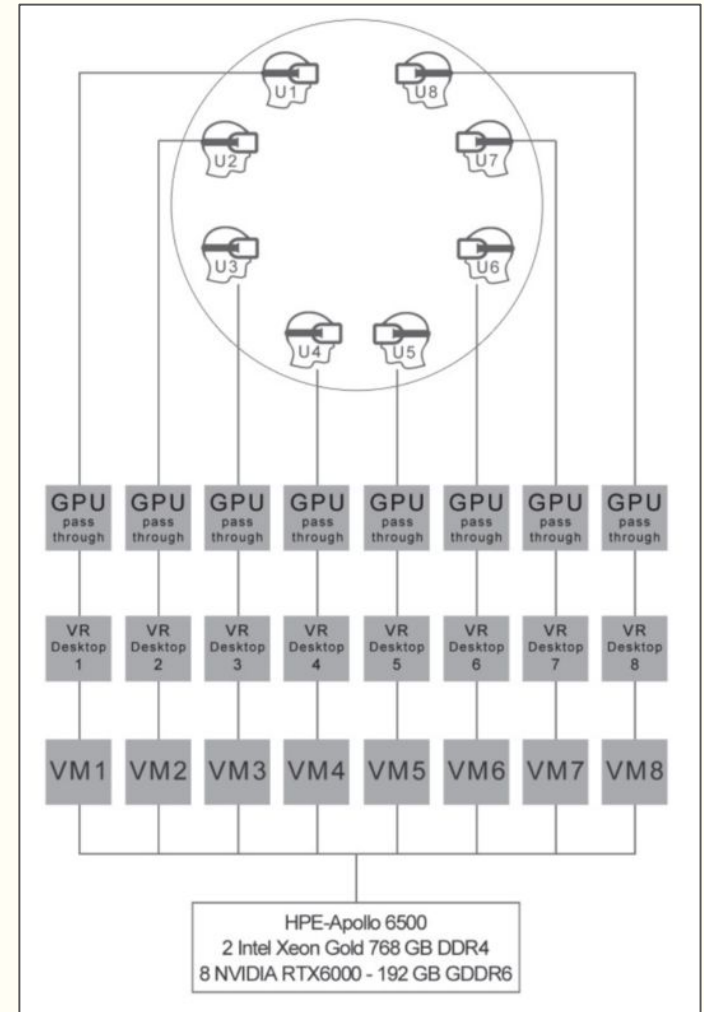 U1
U8
U2
U7
U3
U6
U4
U5
GPU GPU GPU GPU GPU GPU GPU GPU
pass pass pass pass pass pass pass pass
through through through through through through through through
VR VR VR VR VR VR VR VR
Desktop Desktop Desktop Desktop Desktop Desktop Desktop Desktop
1 2 3 4 5 6 7 8
VM1 VM2 VM3 VM4 VM5 VM6 VM7 VM8
HPE-Apollo 6500
2 Intel Xeon Gold 768 GB DDR4
8 NVIDIA RTX6000 - 192 GB GDDR6